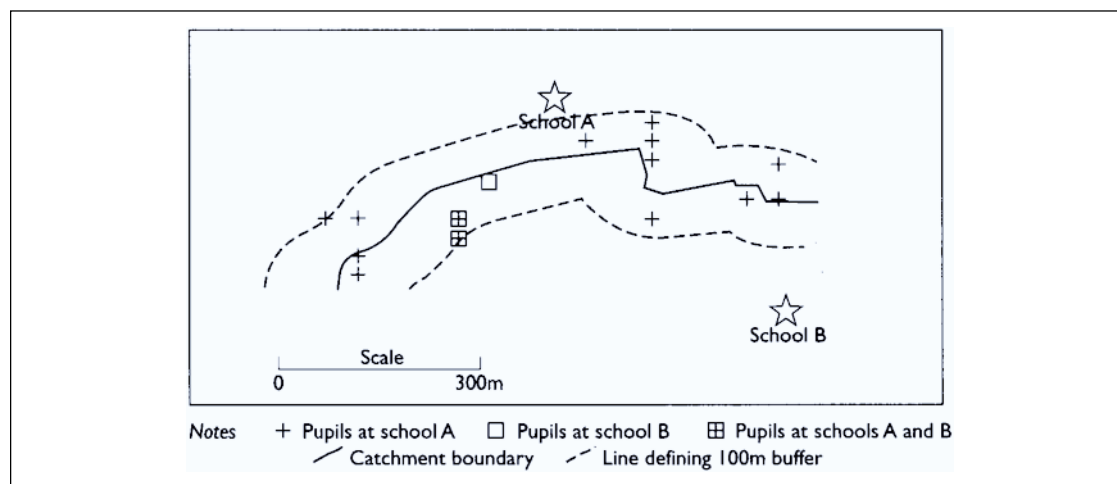 School A
School B
Scale
0 300m
Notes + Pupils at school A □ Pupils at school B ⊞ Pupils at schools A and B
Catchment boundary Line defining 100m buffer